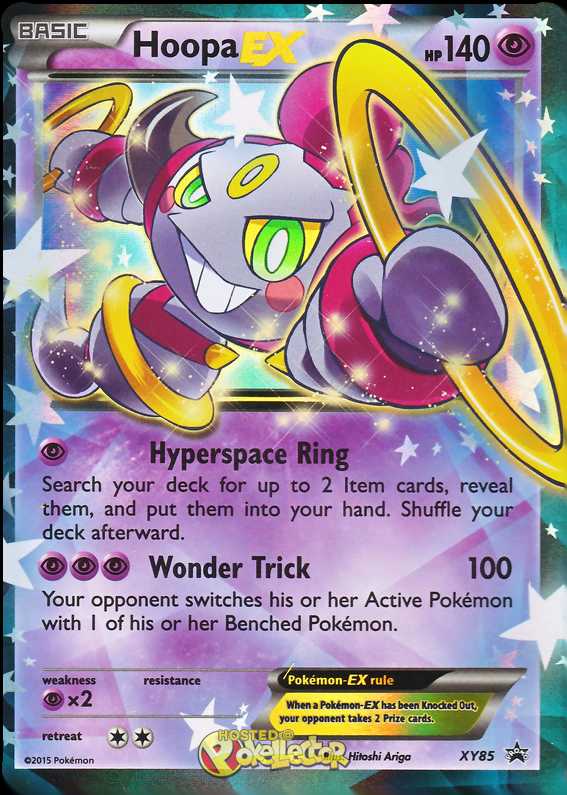 BASIC
Hoopa EX
HP 140
Hyperspace Ring
Search your deck for up to 2 Item cards, reveal
them, and put them into your hand. Shuffle your
deck afterward.
Wonder Trick 100
Your opponent switches his or her Active Pokémon
with 1 of his or her Benched Pokémon.
weakness resistance
×2
retreat
Pokémon-EX rule
When a Pokémon-EX has been Knocked Out,
your opponent takes 2 Prize cards.
HOSTED @
Pokellector
©2015 Pokémon
Hitoshi Ariga
XY85